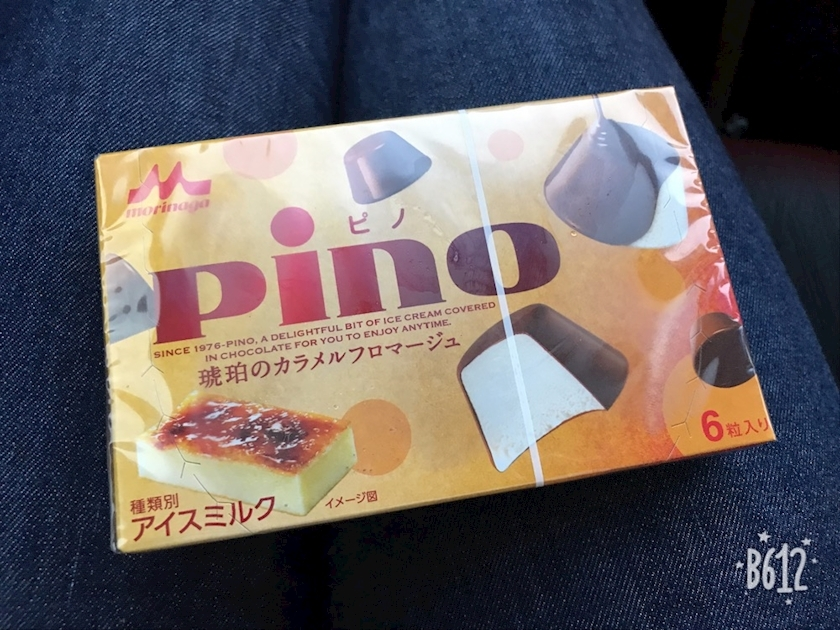 morinaga
ピノ
pino
SINCE 1976-PINO, A DELIGHTFUL BIT OF ICE CREAM COVERED
IN CHOCOLATE FOR YOU TO ENJOY ANYTIME.
琥珀のカラメルフロマージュ
6粒入り
種類別
アイスミルク
イメージ図
B612